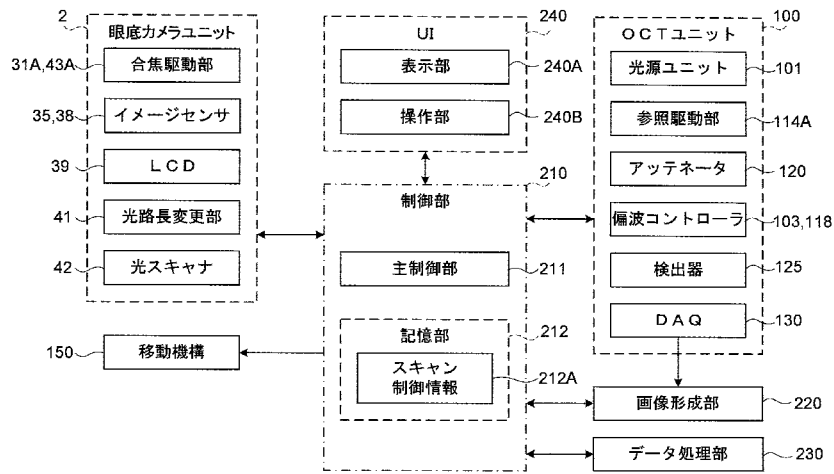 2
眼底カメラユニット
31A,43A
合焦駆動部
35,38
イメージセンサ
39
LCD
41
光路長変更部
42
光スキャナ
150
移動機構
240
UI
表示部
240A
操作部
240B
210
制御部
主制御部
211
記憶部
212
スキャン
制御情報
212A
100
OCTユニット
光源ユニット
101
参照駆動部
114A
アッテネータ
120
偏波コントローラ
103,118
検出器
125
DAQ
130
画像形成部
220
データ処理部
230